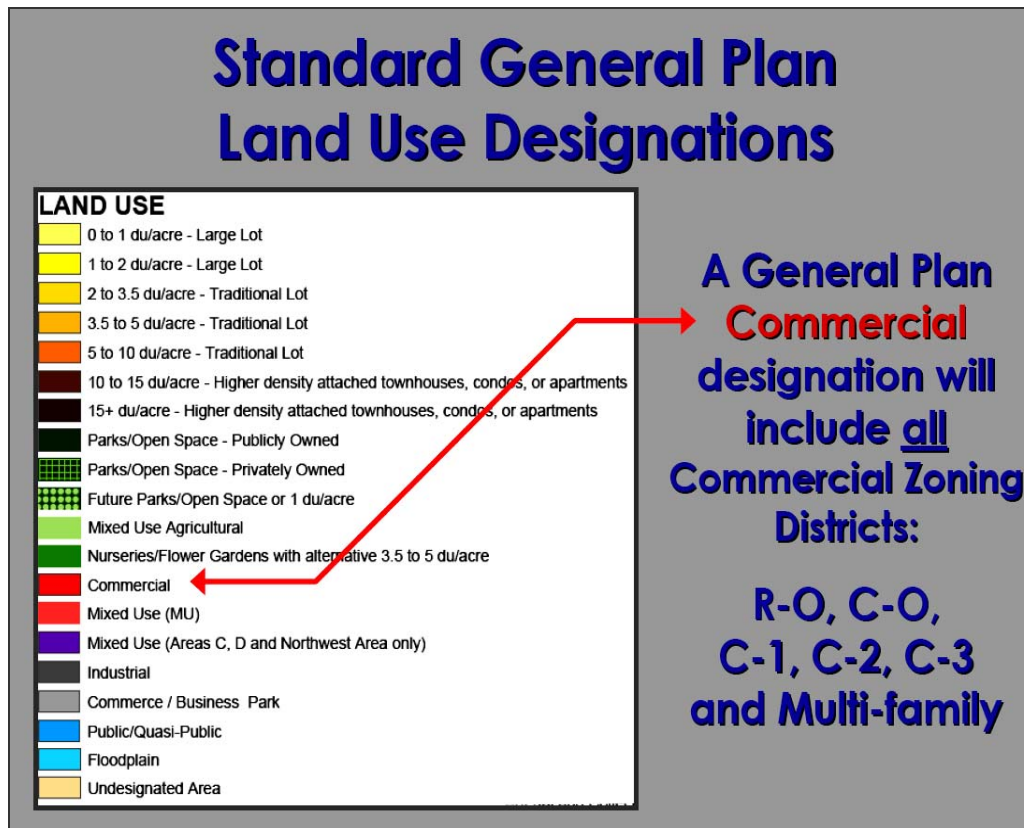 Standard General Plan
Land Use Designations
LAND USE
0 to 1 du/acre - Large Lot
1 to 2 du/acre - Large Lot
2 to 3.5 du/acre - Traditional Lot
3.5 to 5 du/acre - Traditional Lot
5 to 10 du/acre - Traditional Lot
10 to 15 du/acre - Higher density attached townhouses, condos, or apartments
15+ du/acre - Higher density attached townhouses, condos, or apartments
Parks/Open Space - Publicly Owned
Parks/Open Space - Privately Owned
Future Parks/Open Space or 1 du/acre
Mixed Use Agricultural
Nurseries/Flower Gardens with alternative 3.5 to 5 du/acre
Commercial
Mixed Use (MU)
Mixed Use (Areas C, D and Northwest Area only)
Industrial
Commerce / Business Park
Public/Quasi-Public
Floodplain
Undesignated Area
A General Plan
Commercial
designation will
include all
Commercial Zoning
Districts:
R-O, C-O,
C-1, C-2, C-3
and Multi-family